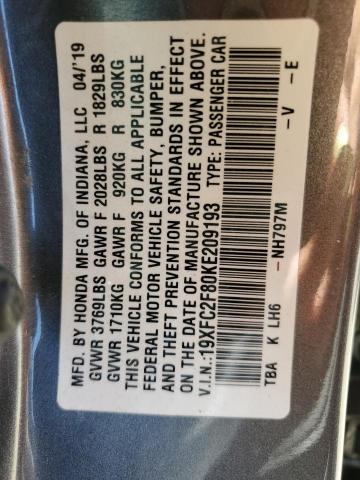 MFD. BY HONDA MFG. OF INDIANA, LLC 04/'19
GVWR 3769LBS GAWR F 2028LBS R 1829LBS
GVWR 1710KG GAWR F 920KG R 830KG
THIS VEHICLE CONFORMS TO ALL APPLICABLE
FEDERAL MOTOR VEHICLE SAFETY, BUMPER,
AND THEFT PREVENTION STANDARDS IN EFFECT
ON THE DATE OF MANUFACTURE SHOWN ABOVE.
V.I.N.:19XFC2F80KE209193 TYPE: PASSENGER CAR
TBA K LH6 -NH797M -V -E